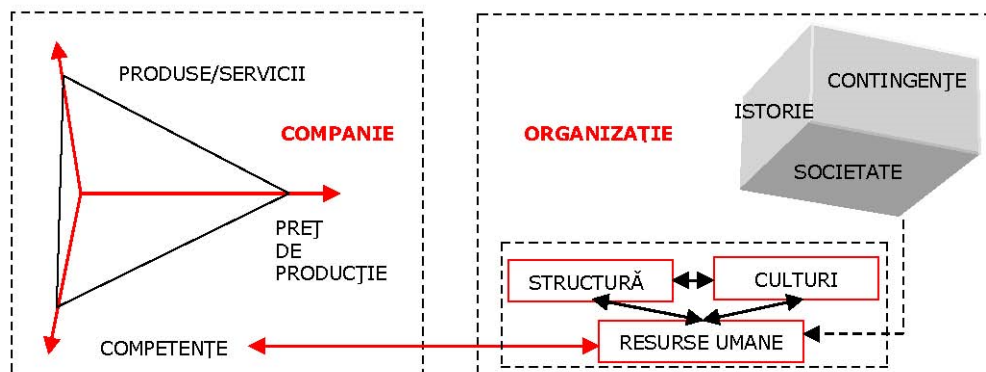 PRODUSE/SERVICII
COMPANIE
PREŢ
DE
PRODUCŢIE
COMPETENŢE
ORGANIZAŢIE
ISTORIE
CONTINGENŢE
SOCIETATE
STRUCTURĂ
CULTURI
RESURSE UMANE